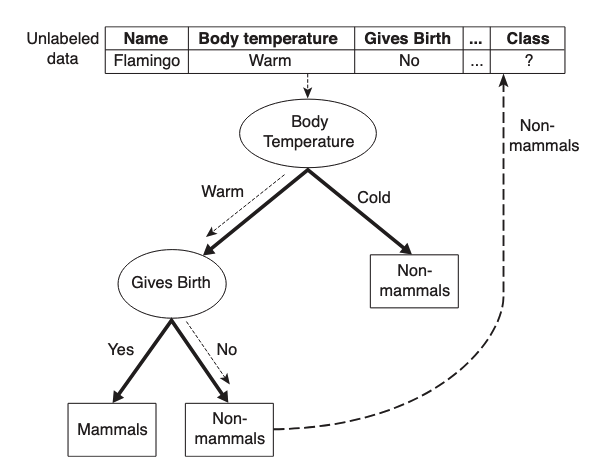 Unlabeled data
Name Body temperature Gives Birth ... Class
Flamingo Warm No ... ?
Body
Temperature
Non-
mammals
Warm
Cold
Gives Birth
Non-
mammals
Yes
No
Mammals
Non-
mammals